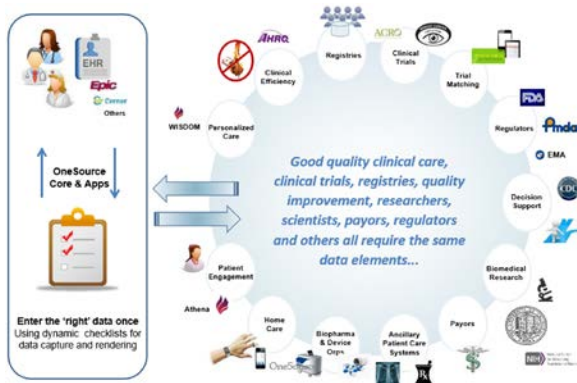 EHR
Epic
Cerner
Others
OneSource
Core & Apps
Enter the 'right' data once
Using dynamic checklists for
data capture and rendering
AHRQ
Clinical
Efficiency
Registries
ACRO
Clinical
Trials
Trial
Matching
FDA
Regulators
Pmda
EMA
Decision
Support
CDC
Biomedical
Research
Payors
NIH
Ancillary
Patient Care
Systems
Biopharma
& Device
Orgs
OneSource
Home
Care
Athena
Patient
Engagement
WISDOM
Personalized
Care
Good quality clinical care,
clinical trials, registries, quality
improvement, researchers,
scientists, payors, regulators
and others all require the same
data elements...